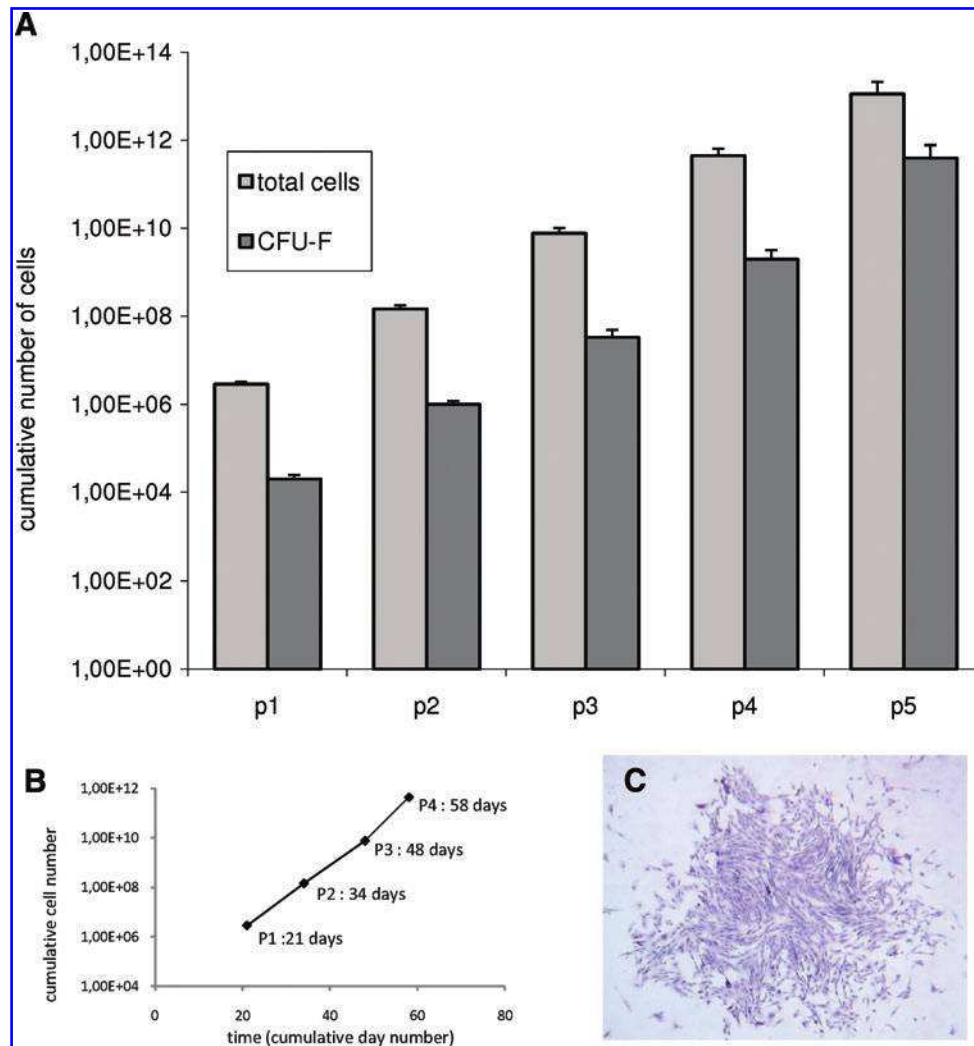 A
1,00E+14
1,00E+12
1,00E+10
1,00E+08
1,00E+06
1,00E+04
1,00E+02
1,00E+00
cumulative number of cells
total cells
CFU-F
p1 p2 p3 p4 p5
B
1,00E+12
1,00E+10
1,00E+08
1,00E+06
1,00E+04
cumulative cell number
P4 : 58 days
P3 : 48 days
P2 : 34 days
P1 :21 days
0 20 40 60 80
time (cumulative day number)
C